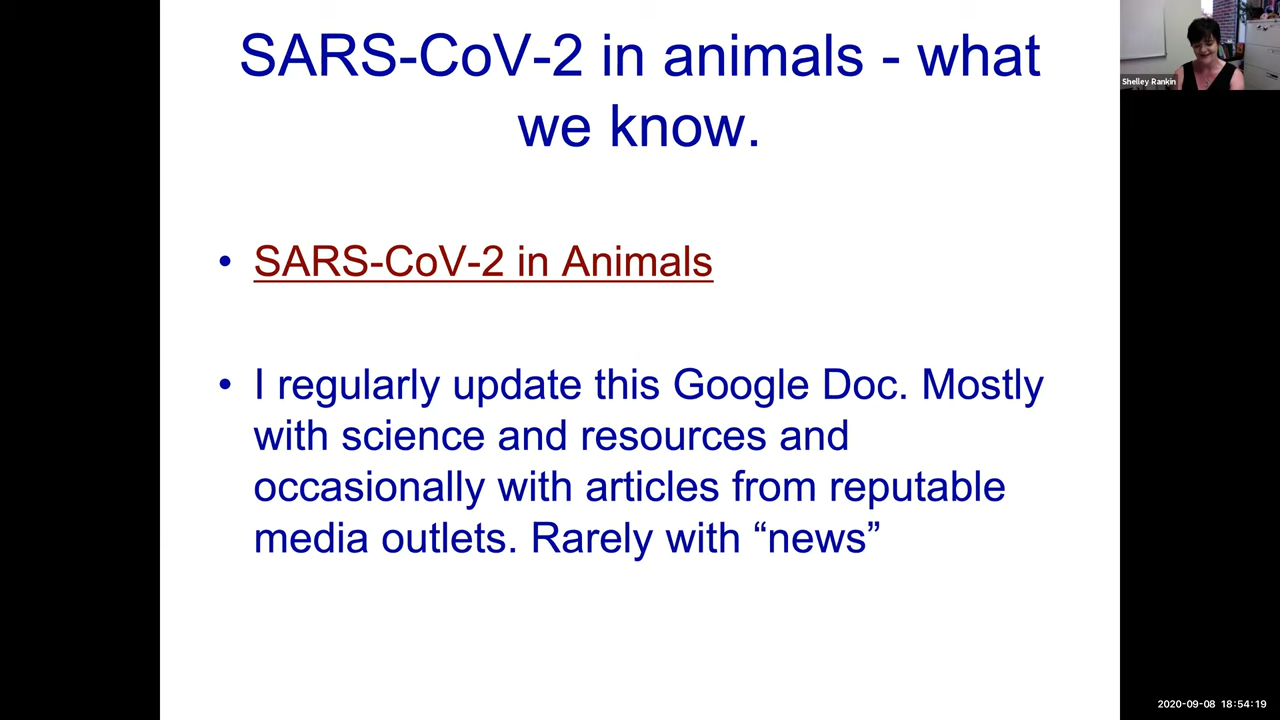 SARS-CoV-2 in animals - what
we know.
Shelley Rankin
• SARS-CoV-2 in Animals
• I regularly update this Google Doc. Mostly
with science and resources and
occasionally with articles from reputable
media outlets. Rarely with “news”
2020-09-08 18:54:19